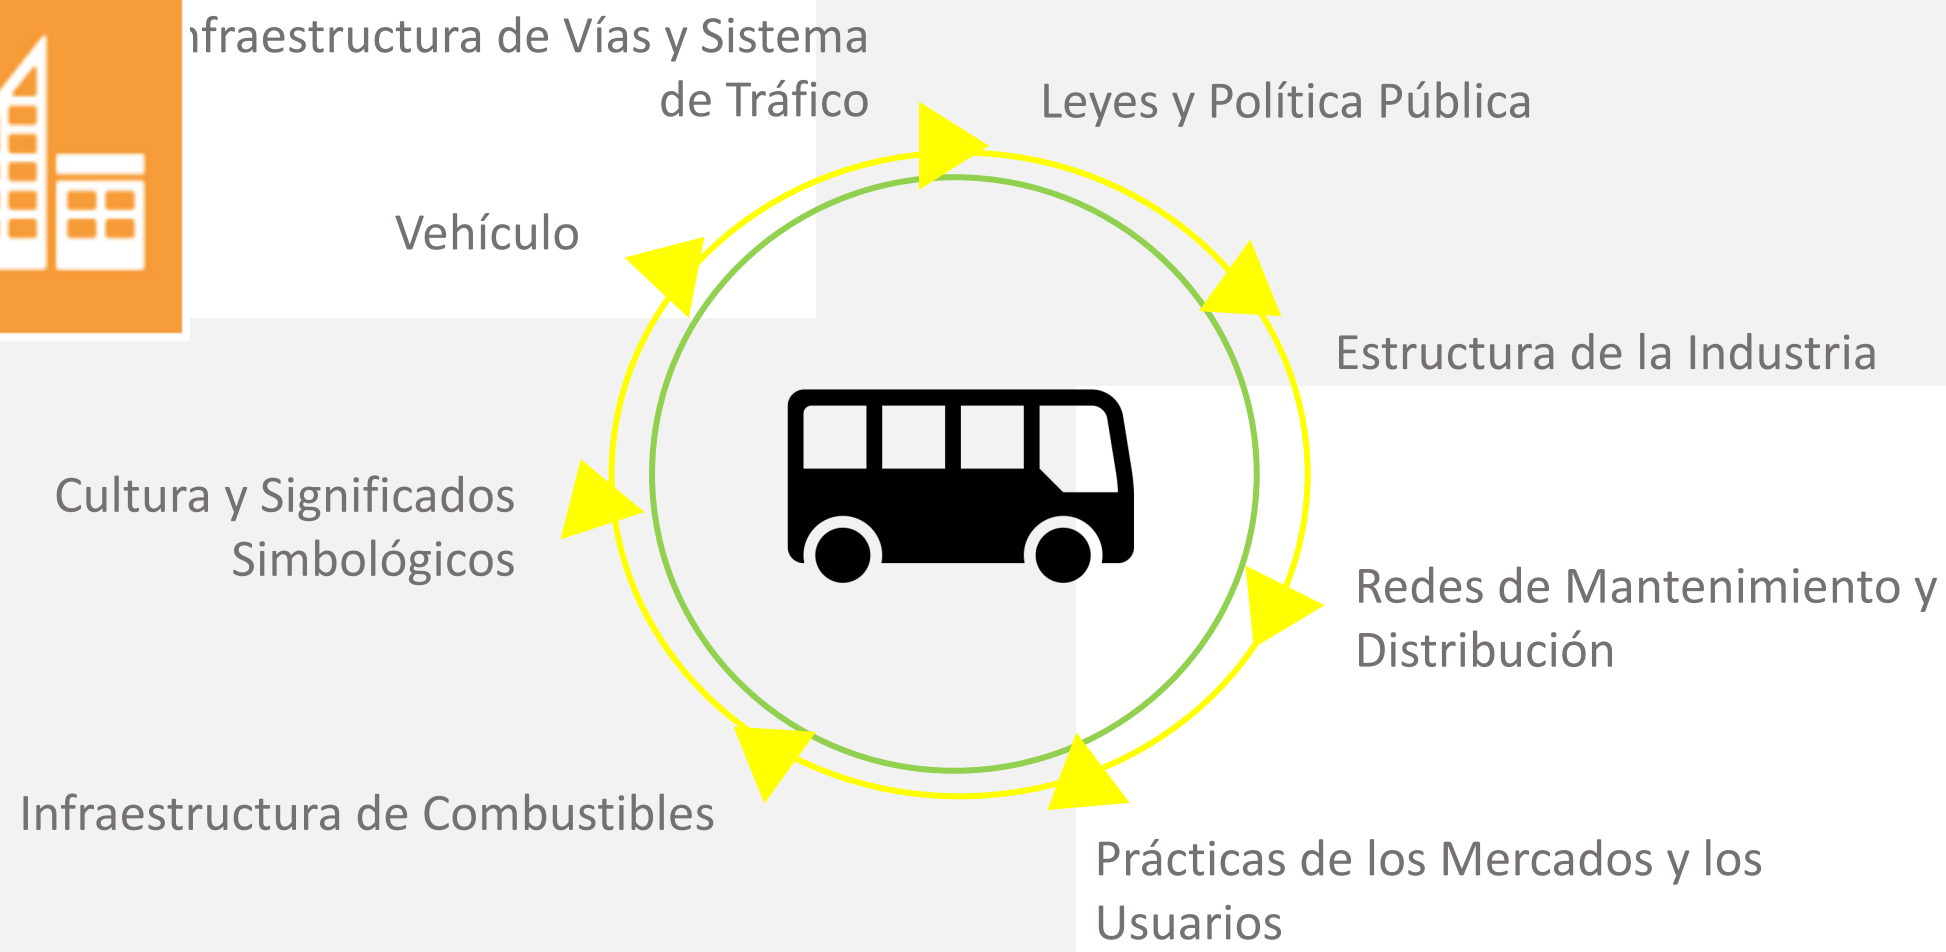 nfraestructura de Vías y Sistema
de Tráfico
Leyes y Política Pública
Vehículo
Estructura de la Industria
Cultura y Significados
Simbológicos
Redes de Mantenimiento y
Distribución
Infraestructura de Combustibles
Prácticas de los Mercados y los
Usuarios